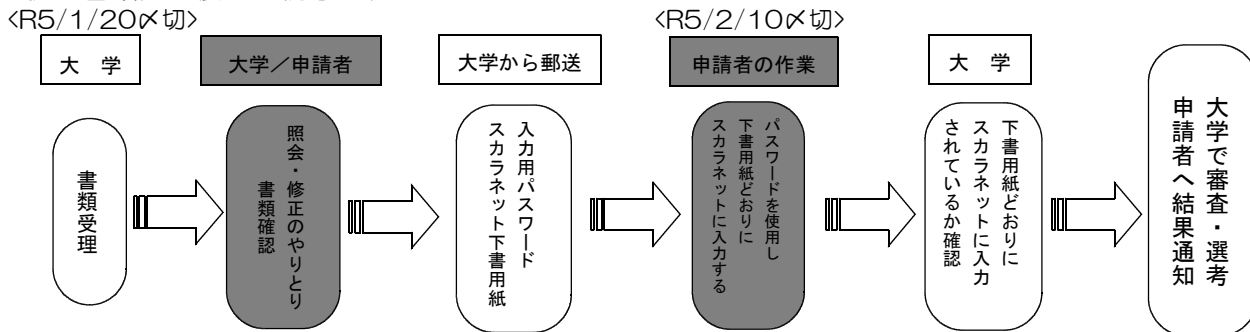 <R5/1/20〆切>
<R5/2/10〆切>
大　学
大学／申請者
大学から郵送
申請者の作業
大　学
書類受理
照会・修正のやりとり
書類確認
入力用パスワード
スカラネット下書用紙
パスワードを使用し
下書用紙どおりに
スカラネットに入力する
下書用紙どおりに
スカラネットに入力
されているか確認
大学で審査・選考
申請者へ結果通知